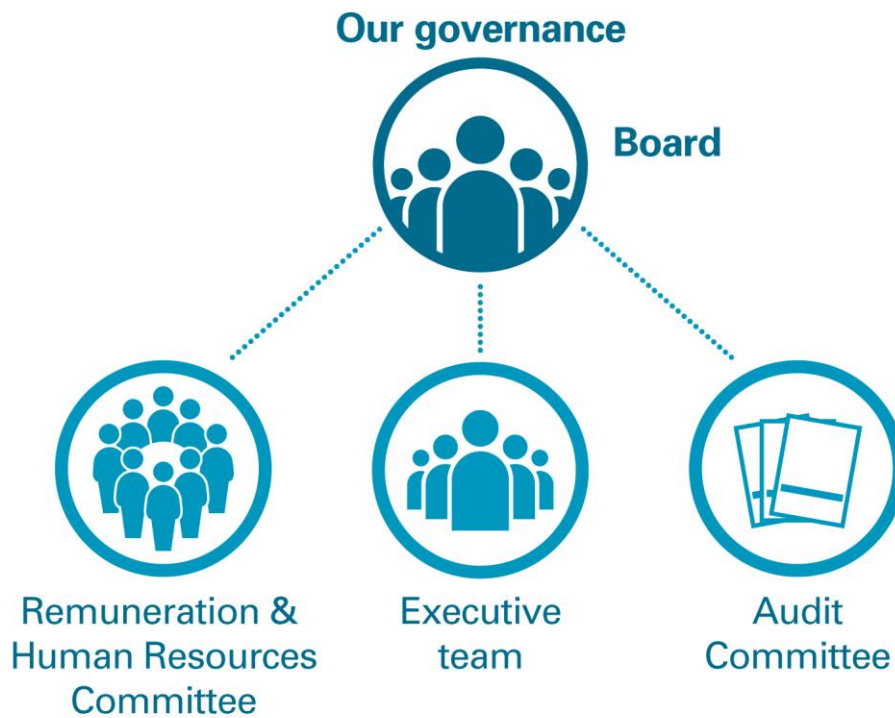 Our governance
Board
Remuneration &
Human Resources
Committee
Executive
team
Audit
Committee